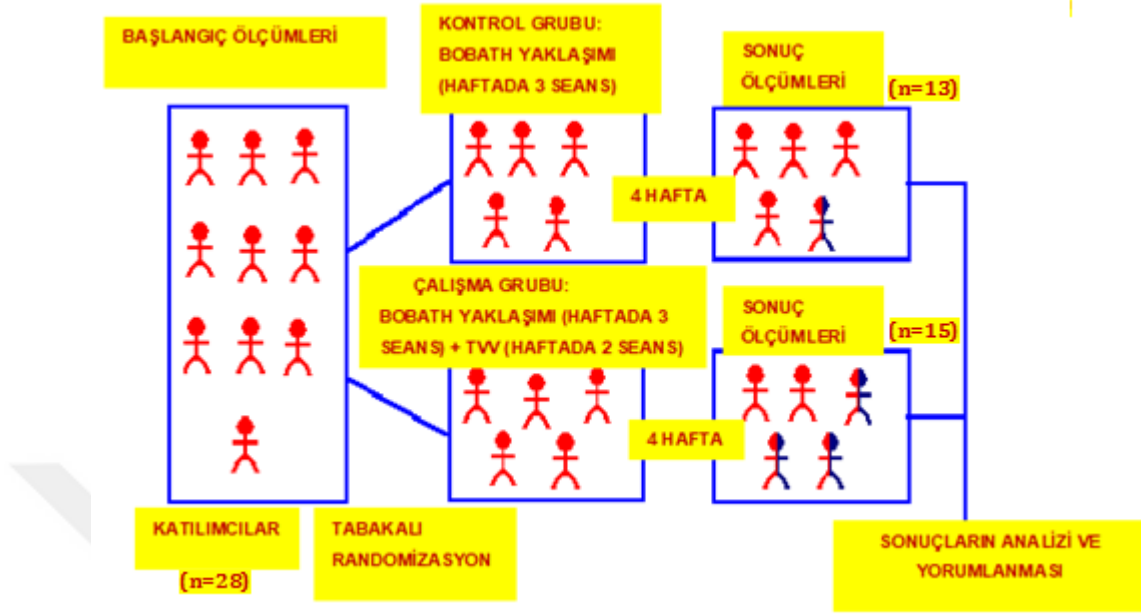 BAŞLANGIÇ ÖLÇÜMLERİ
KONTROL GRUBU:
BOBATH YAKLAŞIMI
(HAFTADA 3 SEANS)
SONUÇ
ÖLÇÜMLERİ
(n=13)
4 HAFTA
ÇALIŞMA GRUBU:
BOBATH YAKLAŞIMI (HAFTADA 3
SEANS) + TVV (HAFTADA 2 SEANS)
SONUÇ
ÖLÇÜMLERİ
(n=15)
4 HAFTA
KATILIMCILAR
(n=28)
TABAKALI
RANDOMİZASYON
SONUÇLARIN ANALİZİ VE
YORUMLANMASI